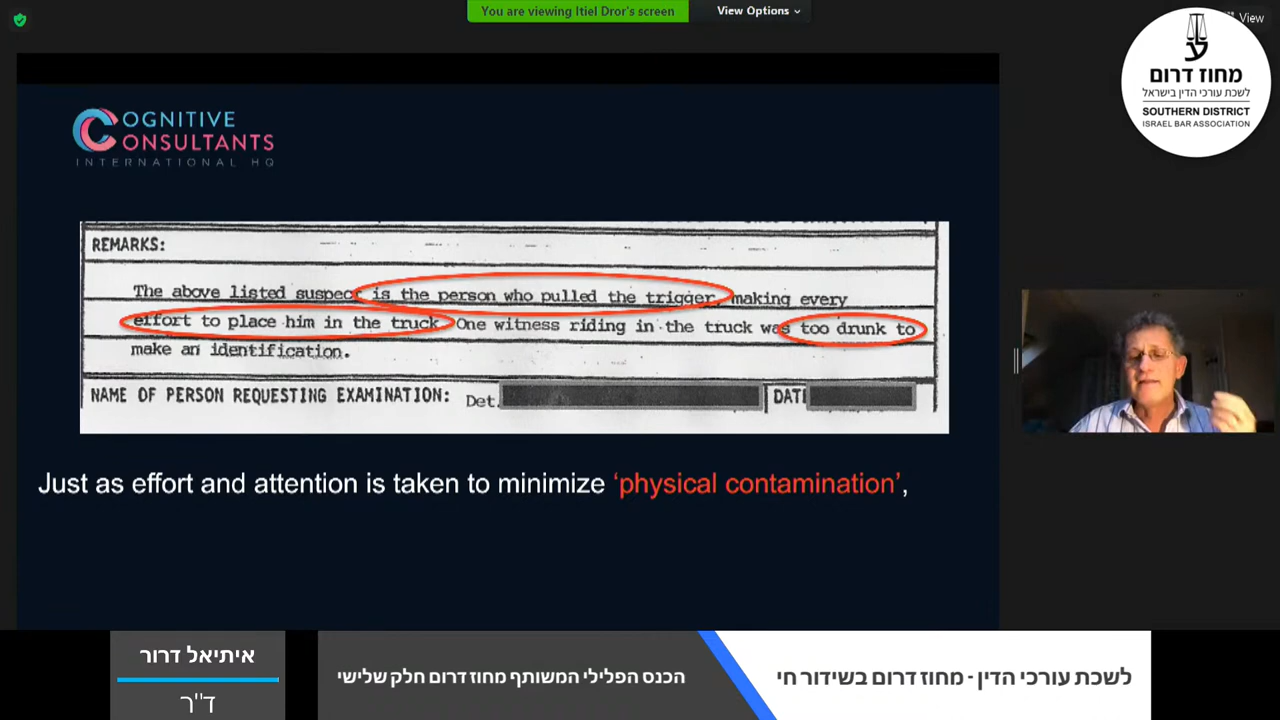 You are viewing Itiel Dror's screen
View Options
View
מחוז דרום
לשכת עורכי הדין בישראל
SOUTHERN DISTRICT
ISRAEL BAR ASSOCIATION
COGNITIVE
CONSULTANTS
INTERNATIONAL HQ
REMARKS:
The above listed suspec is the person who pulled the trigger, making every
effort to place him in the truck One witness riding in the truck was too drunk to
make an identification.
NAME OF PERSON REQUESTING EXAMINATION: Det. DATE
Just as effort and attention is taken to minimize ‘physical contamination’,
איתיאל דרור
ד"ר
הכנס הפלילי המשותף מחוז דרום חלק שלישי
לשכת עורכי הדין - מחוז דרום בשידור חי